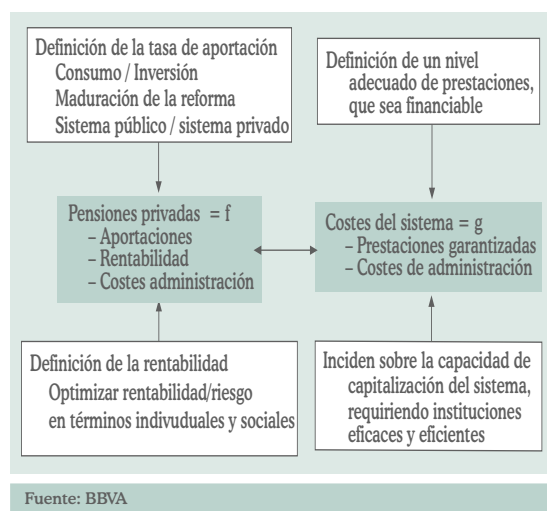 Definición de la tasa de aportación
Consumo / Inversión
Maduración de la reforma
Sistema público / sistema privado
Definición de un nivel
adecuado de prestaciones,
que sea financiable
Pensiones privadas = f
– Aportaciones
– Rentabilidad
– Costes administración
Costes del sistema = g
– Prestaciones garantizadas
– Costes de administración
Definición de la rentabilidad
Optimizar rentabilidad/riesgo
en términos indivuduales y sociales
Inciden sobre la capacidad de
capitalización del sistema,
requiriendo instituciones
eficaces y eficientes
Fuente: BBVA